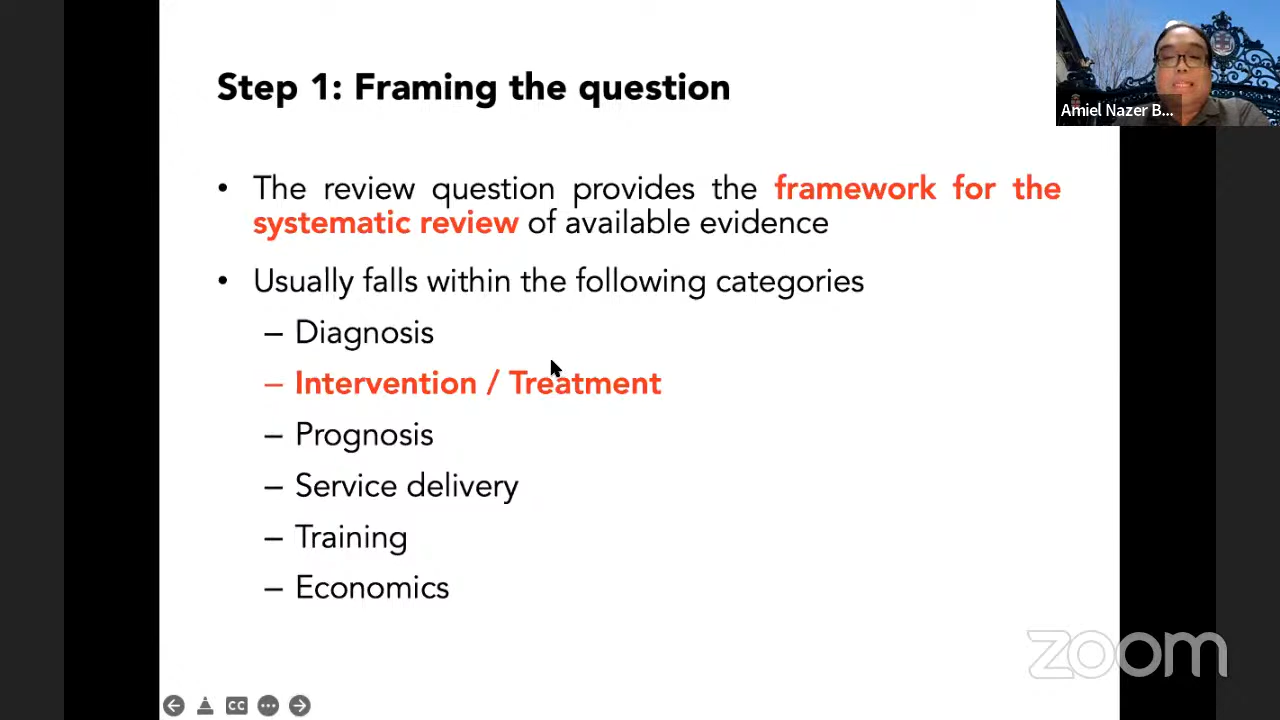 Step 1: Framing the question
Amiel Nazer B...
• The review question provides the framework for the
systematic review of available evidence
• Usually falls within the following categories
– Diagnosis
– Intervention / Treatment
– Prognosis
– Service delivery
– Training
– Economics
zoom
CC